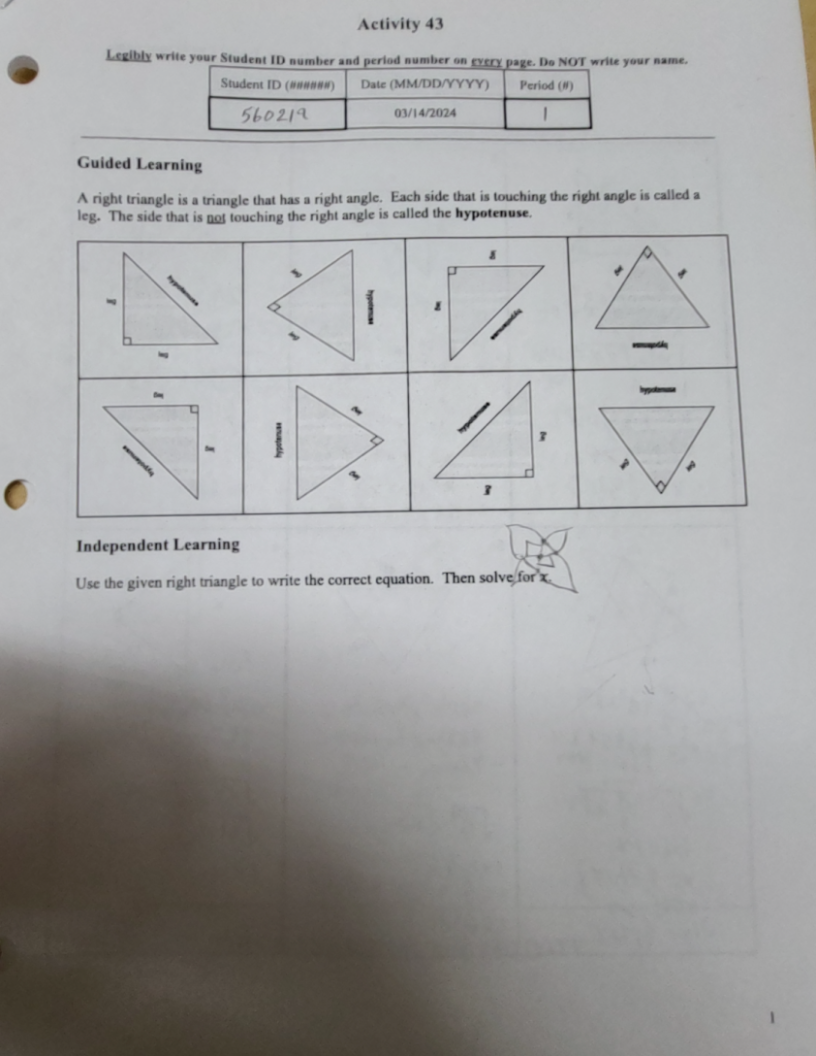 Activity 43
Legibly write your Student ID number and period number on every page. Do NOT write your name.
Student ID (######) Date (MM/DD/YYYY) Period (#)
560219 03/14/2024 1
Guided Learning
A right triangle is a triangle that has a right angle. Each side that is touching the right angle is called a
leg. The side that is not touching the right angle is called the hypotenuse.
leg hypotenuse leg
leg leg hypotenuse
leg leg hypotenuse
leg leg hypotenuse
leg leg hypotenuse
hypotenuse leg leg
hypotenuse leg leg
hypotenuse leg leg
Independent Learning
Use the given right triangle to write the correct equation. Then solve for x.
1